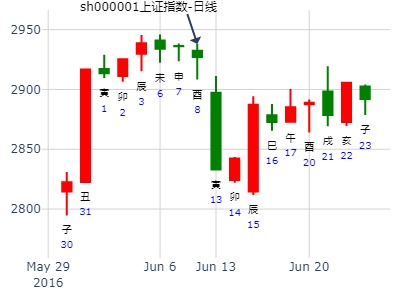 sh000001上证指数-日线
2950
2900
2850
2800
子
30
丑
31
寅
1
卯
2
辰
3
未
6
申
7
酉
8
寅
13
卯
14
辰
15
巳
16
午
17
酉
20
戌
21
亥
22
子
23
May 29
2016
Jun 6
Jun 13
Jun 20